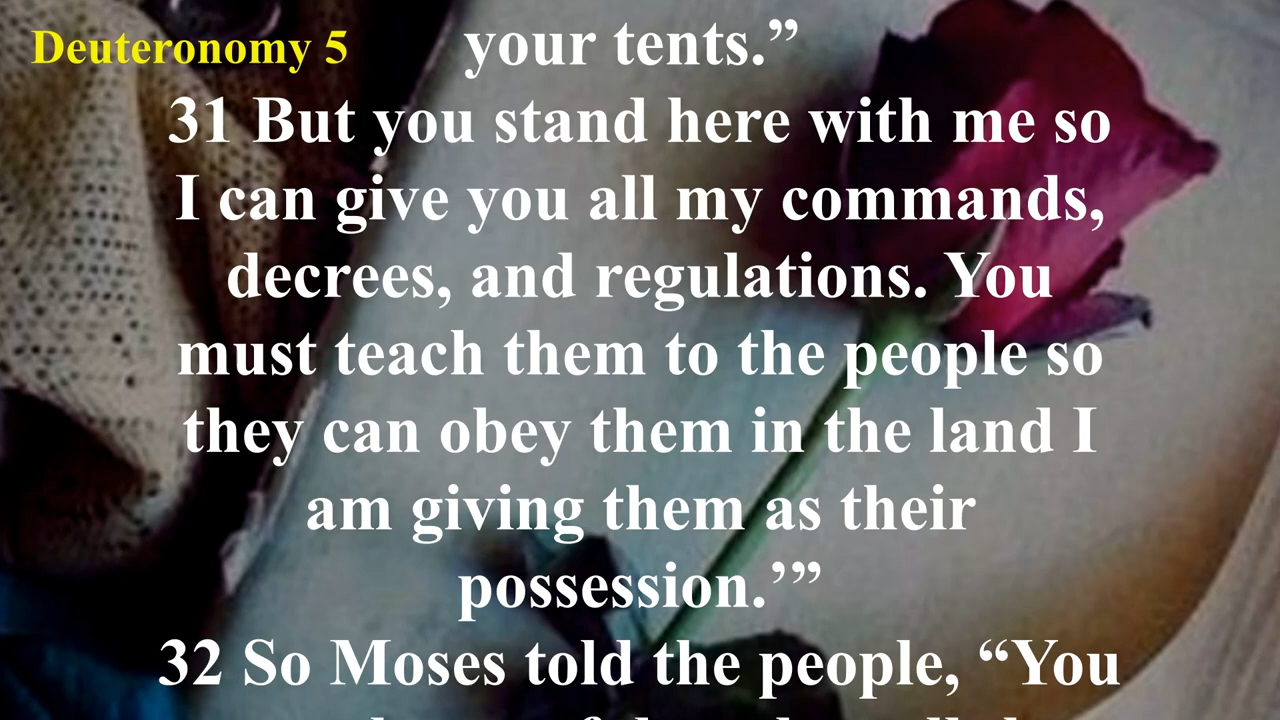 Deuteronomy 5
your tents.”
31 But you stand here with me so
I can give you all my commands,
decrees, and regulations. You
must teach them to the people so
they can obey them in the land I
am giving them as their
possession.’”
32 So Moses told the people, “You